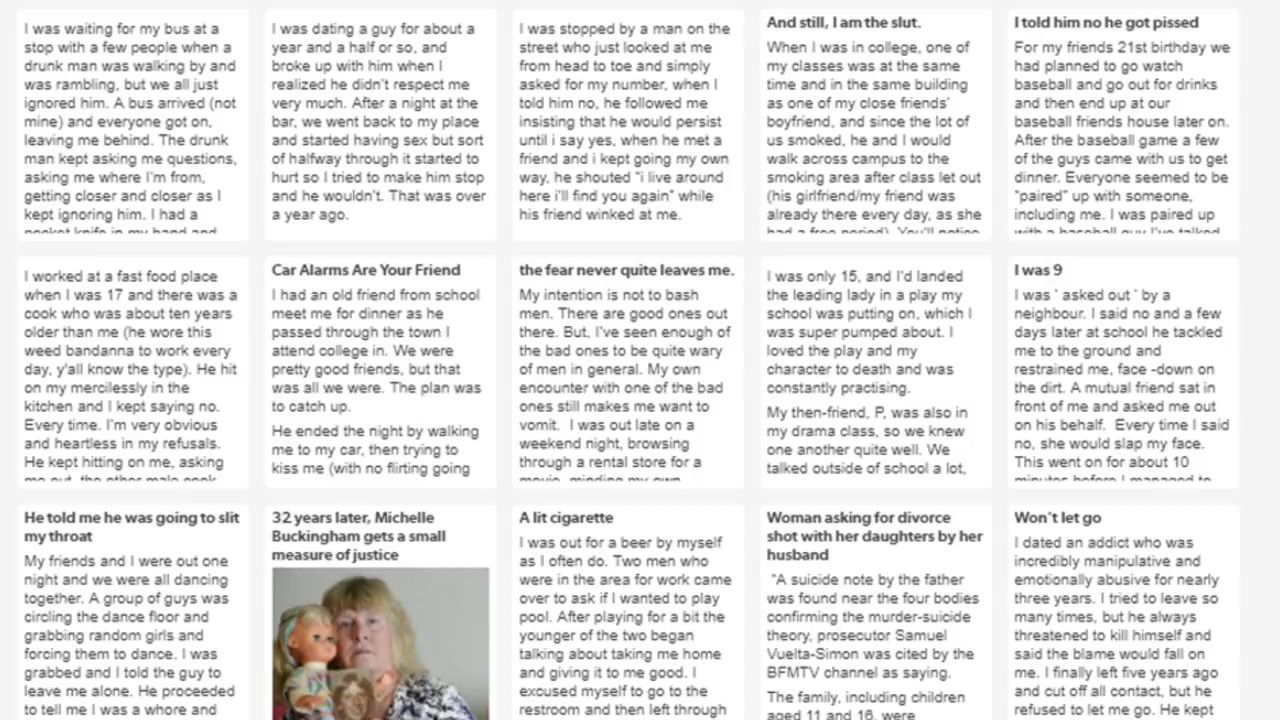 I was waiting for my bus at a
stop with a few people when a
drunk man was walking by and
was rambling, but we all just
ignored him. A bus arrived (not
mine) and everyone got on,
leaving me behind. The drunk
man kept asking me questions,
asking me where I'm from,
getting closer and closer as I
kept ignoring him. I had a
pocket knife in my hand and
I was dating a guy for about a
year and a half or so, and
broke up with him when I
realized he didn't respect me
very much. After a night at the
bar, we went back to my place
and started having sex but sort
of halfway through it started to
hurt so I tried to make him stop
and he wouldn't. That was over
a year ago.
I was stopped by a man on the
street who just looked at me
from head to toe and simply
asked for my number, when I
told him no, he followed me
insisting that he would persist
until i say yes, when he met a
friend and i kept going my own
way, he shouted "i live around
here i'll find you again" while
his friend winked at me.
And still, I am the slut.
When I was in college, one of
my classes was at the same
time and in the same building
as one of my close friends'
boyfriend, and since the lot of
us smoked, he and I would
walk across campus to the
smoking area after class let out
(his girlfriend/my friend was
already there every day, as she
had a free period). You'll notice
I told him no he got pissed
For my friends 21st birthday we
had planned to go watch
baseball and go out for drinks
and then end up at our
baseball friends house later on.
After the baseball game a few
of the guys came with us to get
dinner. Everyone seemed to be
"paired" up with someone,
including me. I was paired up
with a baseball guy I've talked
I worked at a fast food place
when I was 17 and there was a
cook who was about ten years
older than me (he wore this
weed bandanna to work every
day, y'all know the type). He hit
on my mercilessly in the
kitchen and I kept saying no.
Every time. I'm very obvious
and heartless in my refusals.
He kept hitting on me, asking
me out, the other male cook
Car Alarms Are Your Friend
I had an old friend from school
meet me for dinner as he
passed through the town I
attend college in. We were
pretty good friends, but that
was all we were. The plan was
to catch up.
He ended the night by walking
me to my car, then trying to
kiss me (with no flirting going
the fear never quite leaves me.
My intention is not to bash
men. There are good ones out
there. But, I've seen enough of
the bad ones to be quite wary
of men in general. My own
encounter with one of the bad
ones still makes me want to
vomit. I was out late on a
weekend night, browsing
through a rental store for a
movie, minding my own
I was only 15, and I'd landed
the leading lady in a play my
school was putting on, which I
was super pumped about. I
loved the play and my
character to death and was
constantly practising.
My then-friend, P, was also in
my drama class, so we knew
one another quite well. We
talked outside of school a lot,
I was 9
I was ' asked out ' by a
neighbour. I said no and a few
days later at school he tackled
me to the ground and
restrained me, face -down on
the dirt. A mutual friend sat in
front of me and asked me out
on his behalf. Every time I said
no, she would slap my face.
This went on for about 10
minutes before I managed to
He told me he was going to slit
my throat
My friends and I were out one
night and we were all dancing
together. A group of guys was
circling the dance floor and
grabbing random girls and
forcing them to dance. I was
grabbed and I told the guy to
leave me alone. He proceeded
to tell me I was a whore and
32 years later, Michelle
Buckingham gets a small
measure of justice
A lit cigarette
I was out for a beer by myself
as I often do. Two men who
were in the area for work came
over to ask if I wanted to play
pool. After playing for a bit the
younger of the two began
talking about taking me home
and giving it to me good. I
excused myself to go to the
restroom and then left through
Woman asking for divorce
shot with her daughters by her
husband
"A suicide note by the father
was found near the four bodies
confirming the murder-suicide
theory, prosecutor Samuel
Vuelta-Simon was cited by the
BFMTV channel as saying.
The family, including children
aged 11 and 16, were
Won't let go
I dated an addict who was
incredibly manipulative and
emotionally abusive for nearly
three years. I tried to leave so
many times, but he always
threatened to kill himself and
said the blame would fall on
me. I finally left five years ago
and cut off all contact, but he
refused to let me go. He kept